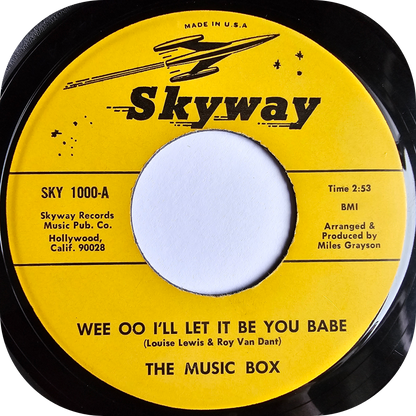 MADE IN U.S.A
Skyway
SKY 1000-A
Skyway Records
Music Pub. Co.
Hollywood,
Calif. 90028
Time 2:53
BMI
Arranged &
Produced by
Miles Grayson
WEE OO I'LL LET IT BE YOU BABE
(Louise Lewis & Roy Van Dant)
THE MUSIC BOX